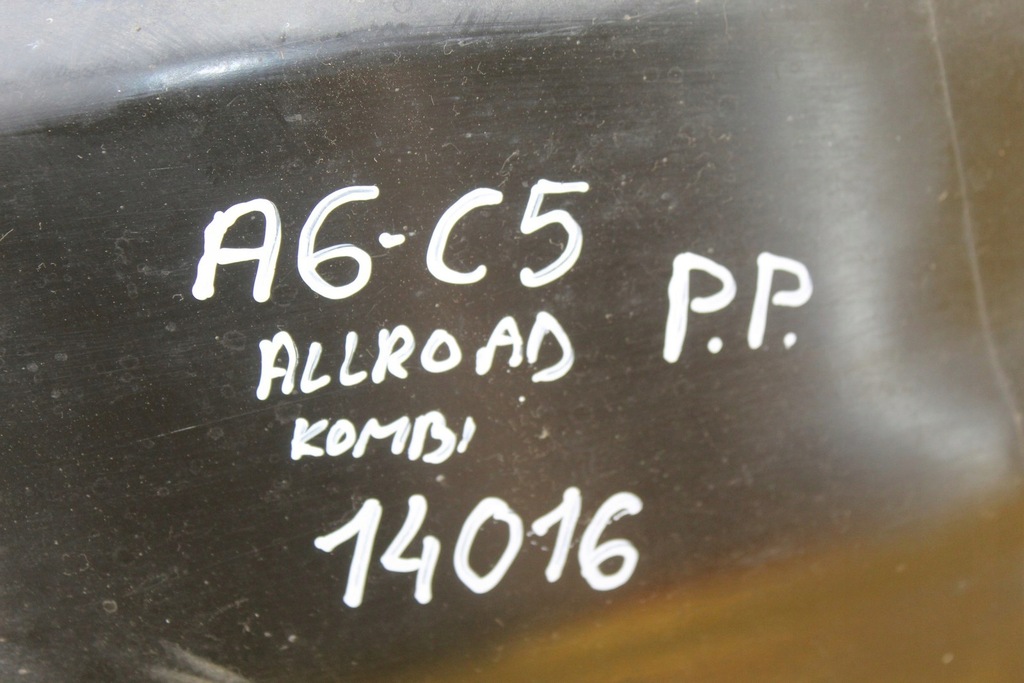 A6-C5
P.P.
ALLROAD
KOMBI
14016